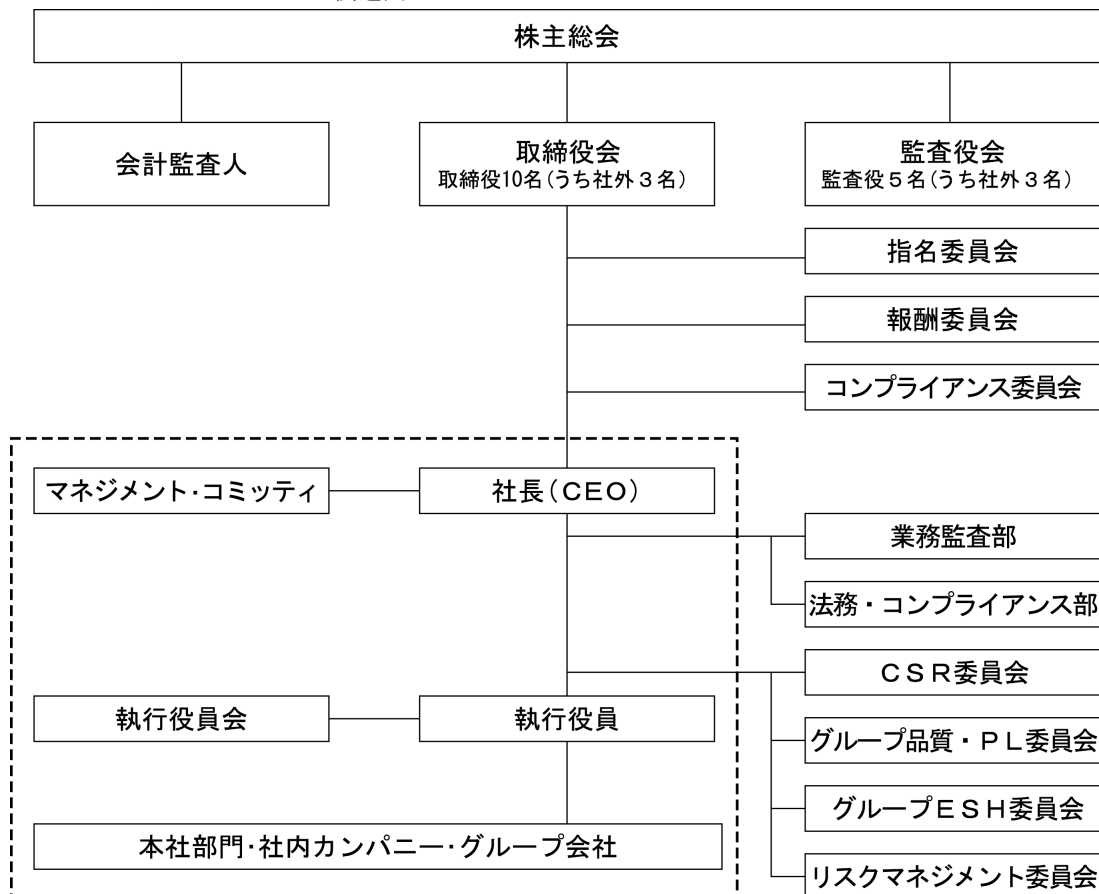 株主総会
会計監査人
取締役会
取締役10名(うち社外３名)
監査役会
監査役５名(うち社外３名)
指名委員会
報酬委員会
コンプライアンス委員会
マネジメント・コミッティ
社長(ＣＥＯ)
業務監査部
法務・コンプライアンス部
ＣＳＲ委員会
執行役員会
執行役員
グループ品質・ＰＬ委員会
グループＥＳＨ委員会
本社部門・社内カンパニー・グループ会社
リスクマネジメント委員会